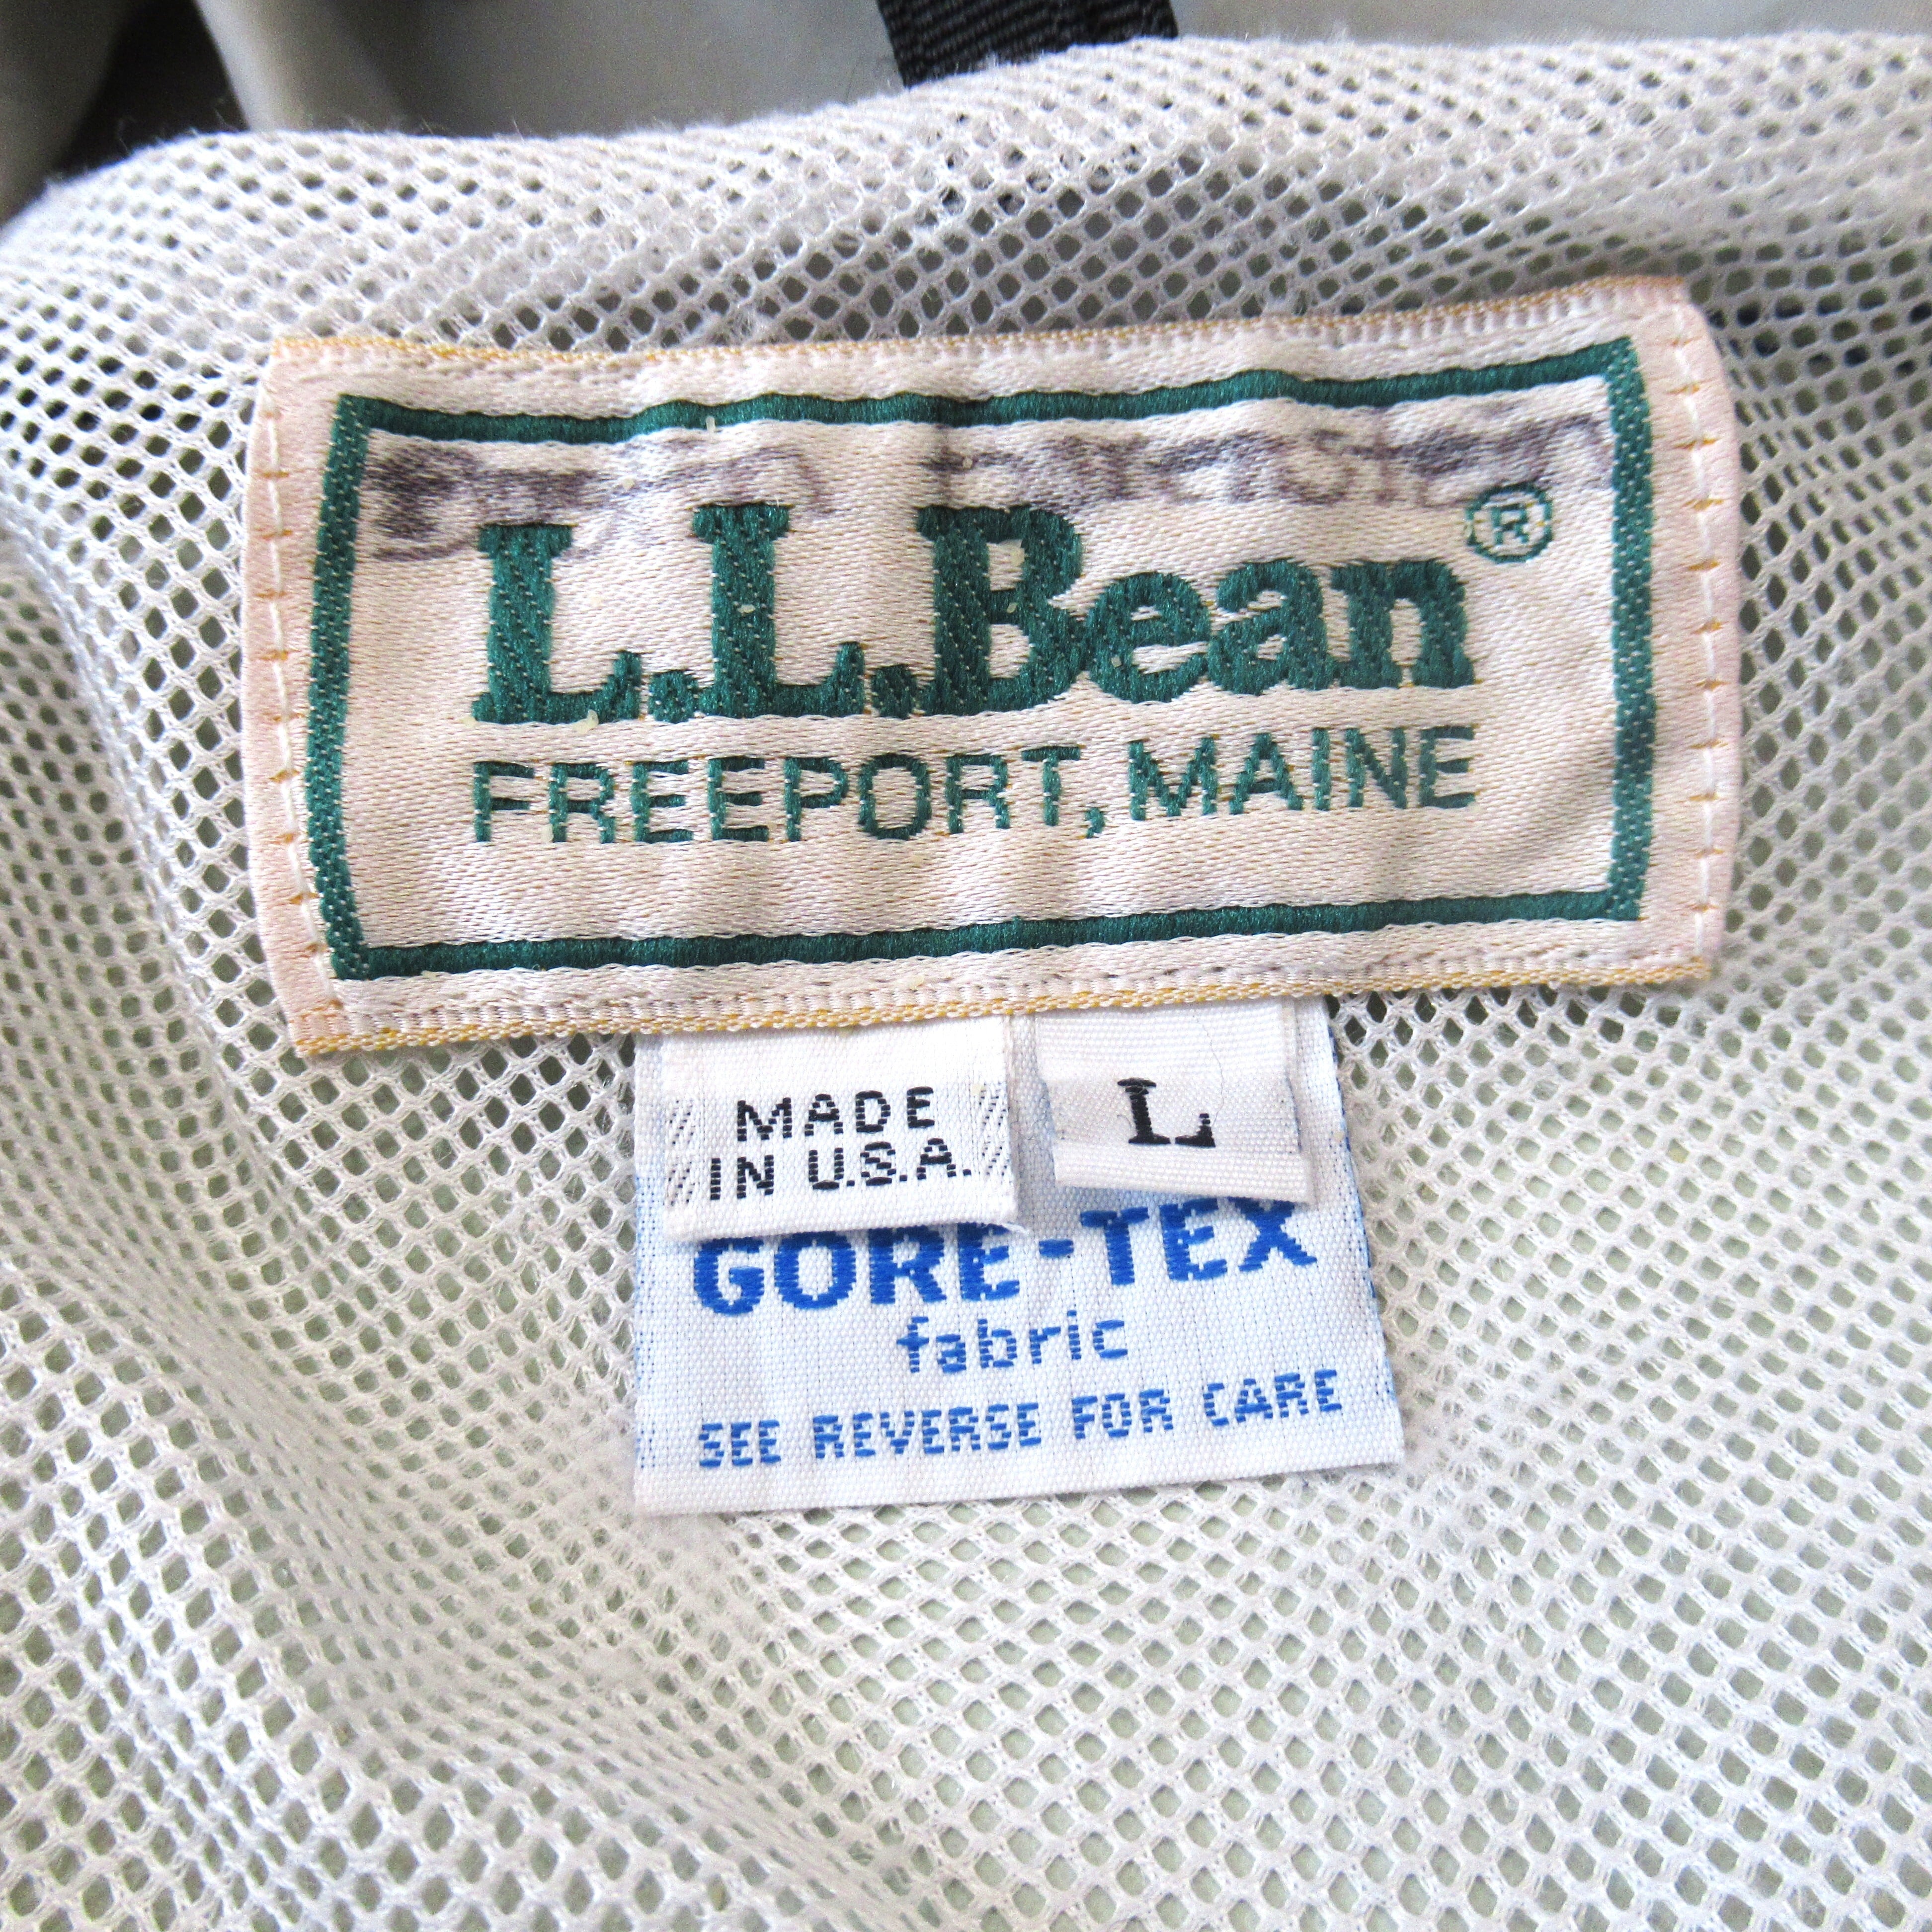 L.L.Bean®
FREEPORT, MAINE
MADE
IN U.S.A.
L
GORE-TEX
fabric
SEE REVERSE FOR CARE